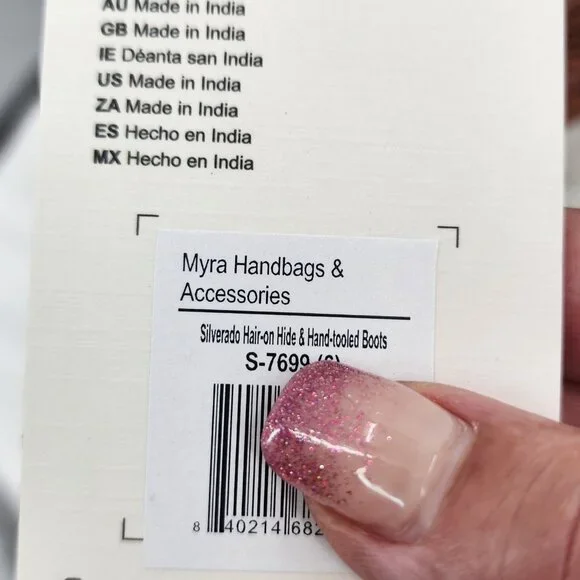 AU Made in India
GB Made in India
IE Déanta san India
US Made in India
ZA Made in India
ES Hecho en India
MX Hecho en India
Myra Handbags &
Accessories
Silverado Hair-on Hide & Hand-tooled Boots
S-7699
8 40214 682